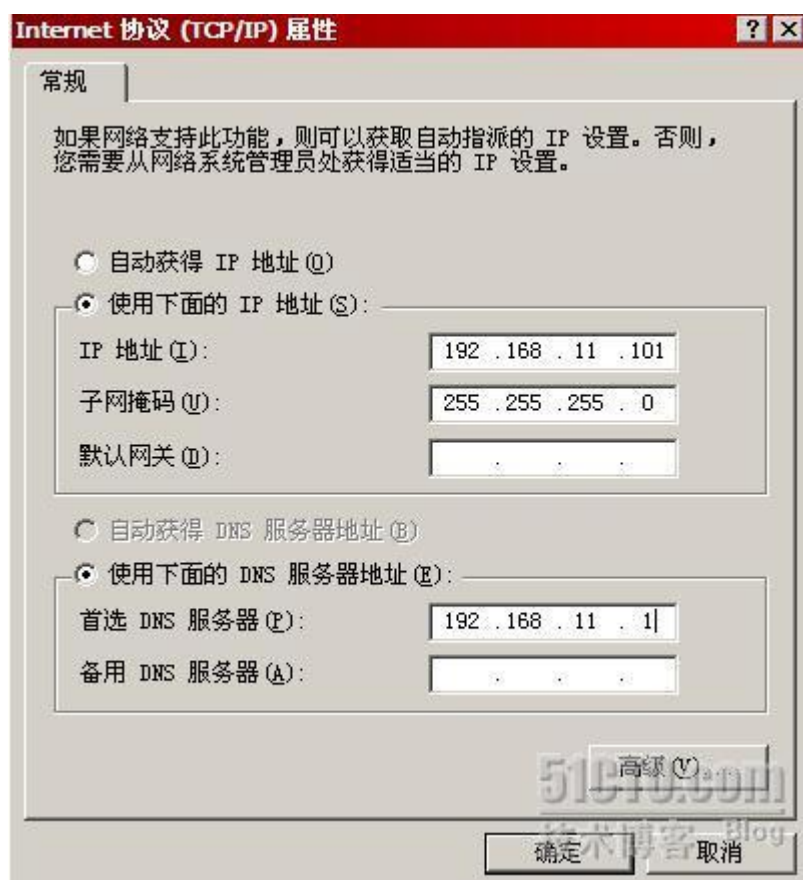 Internet 协议 (TCP/IP) 属性
常规
如果网络支持此功能，则可以获取自动指派的 IP 设置。否则，
您需要从网络系统管理员处获得适当的 IP 设置。
自动获得 IP 地址(O)
使用下面的 IP 地址(S):
IP 地址(I): 192 .168 . 11 .101
子网掩码(U): 255 .255 .255 . 0
默认网关(D): . . .
自动获得 DNS 服务器地址(B)
使用下面的 DNS 服务器地址(E):
首选 DNS 服务器(P): 192 .168 . 11 . 1
备用 DNS 服务器(A): . . .
高级(V)...
51CTO.com
技术博客 Blog
确定 取消